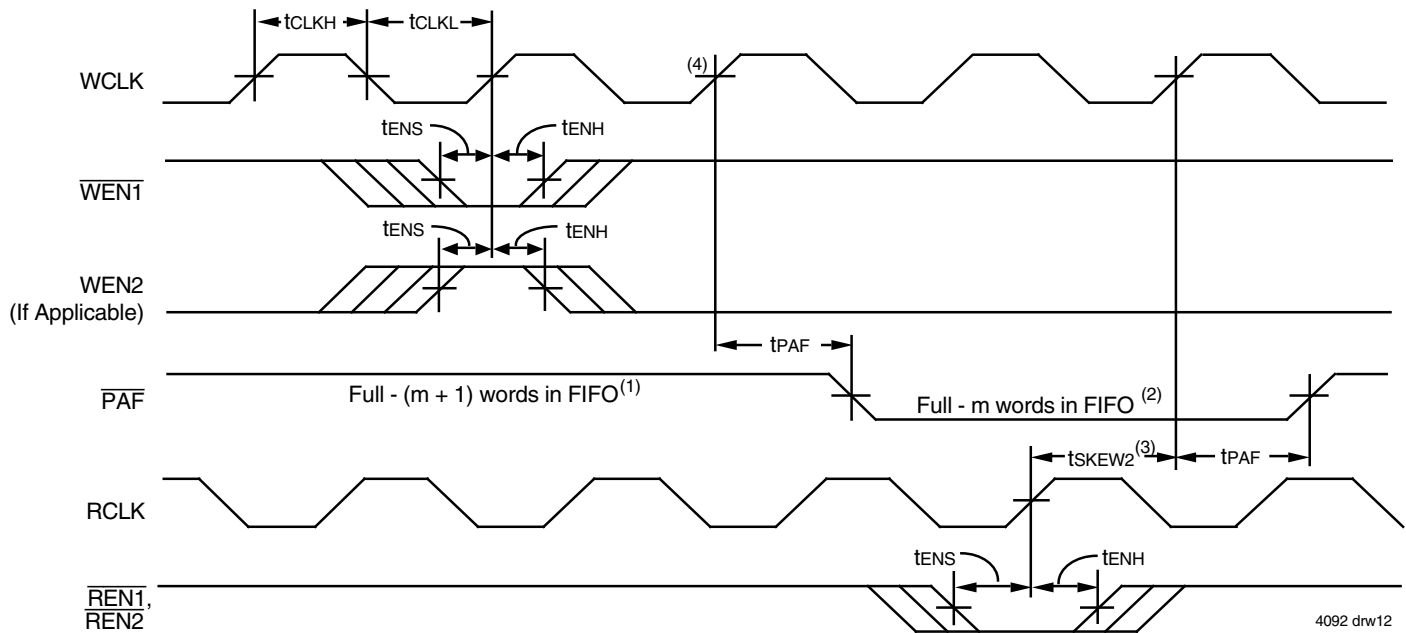 tCLKH tCLKL
WCLK (4)
tENS tENH
WEN1
tENS tENH
WEN2
(If Applicable)
tPAF
PAF Full - (m + 1) words in FIFO(1) Full - m words in FIFO (2)
tSKEW2(3) tPAF
RCLK
tENS tENH
REN1,
REN2
4092 drw12